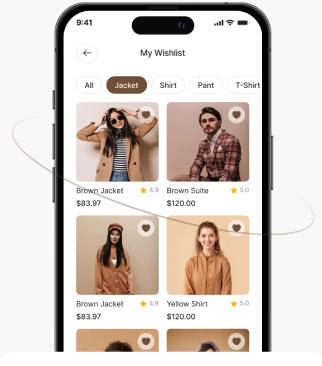 9:41
My Wishlist
All Jacket Shirt Pant T-Shirt
Brown Jacket 4.9 Brown Suite 5.0
$83.97 $120.00
Brown Jacket 4.9 Yellow Shirt 5.0
$83.97 $120.00